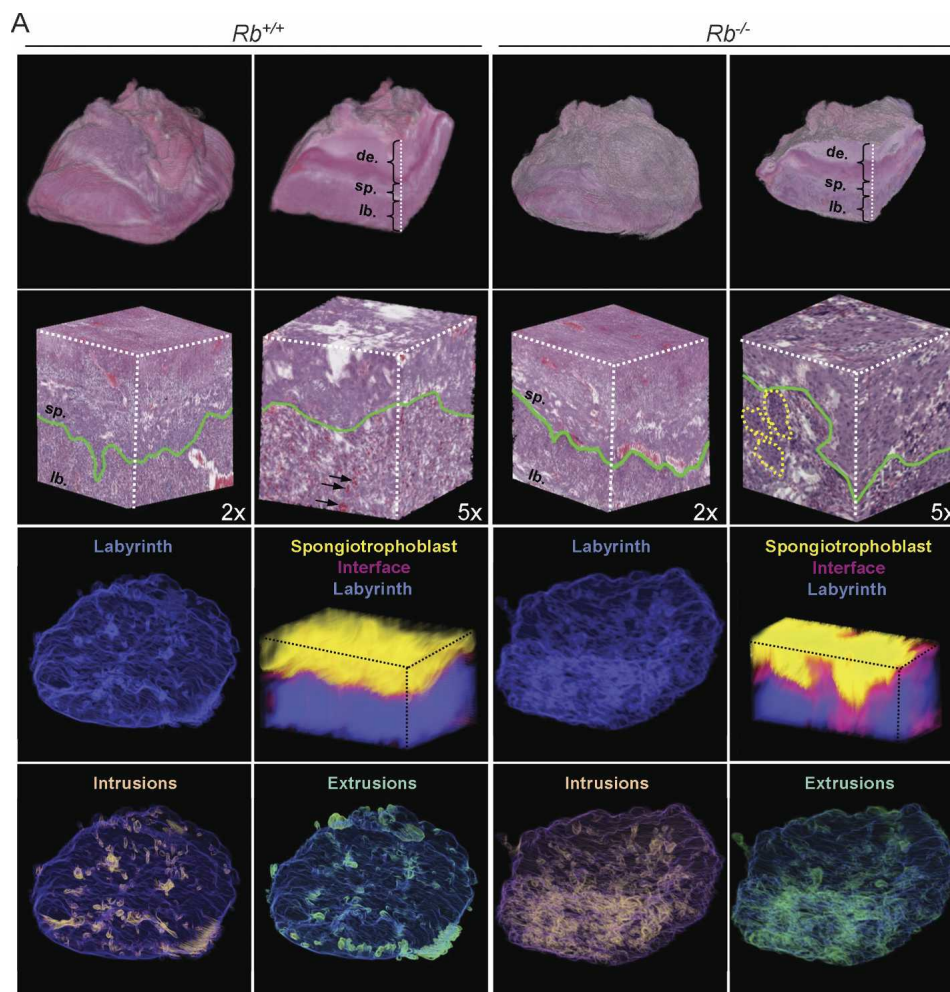 A
Rb+/+
Rb-/-
de.
sp.
lb.
de.
sp.
lb.
sp.
lb.
2x
5x
sp.
lb.
2x
5x
Labyrinth
Spongiotrophoblast
Interface
Labyrinth
Labyrinth
Spongiotrophoblast
Interface
Labyrinth
Intrusions
Extrusions
Intrusions
Extrusions